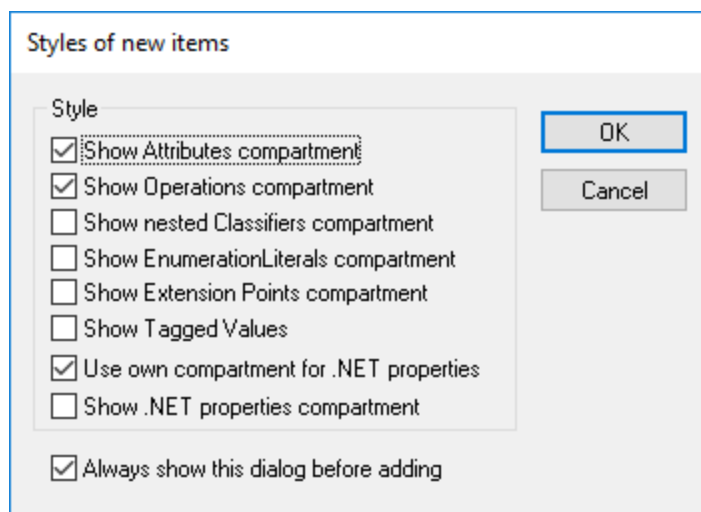 Styles of new items
Style
Show Attributes compartment
Show Operations compartment
Show nested Classifiers compartment
Show EnumerationLiterals compartment
Show Extension Points compartment
Show Tagged Values
Use own compartment for .NET properties
Show .NET properties compartment
Always show this dialog before adding
OK
Cancel